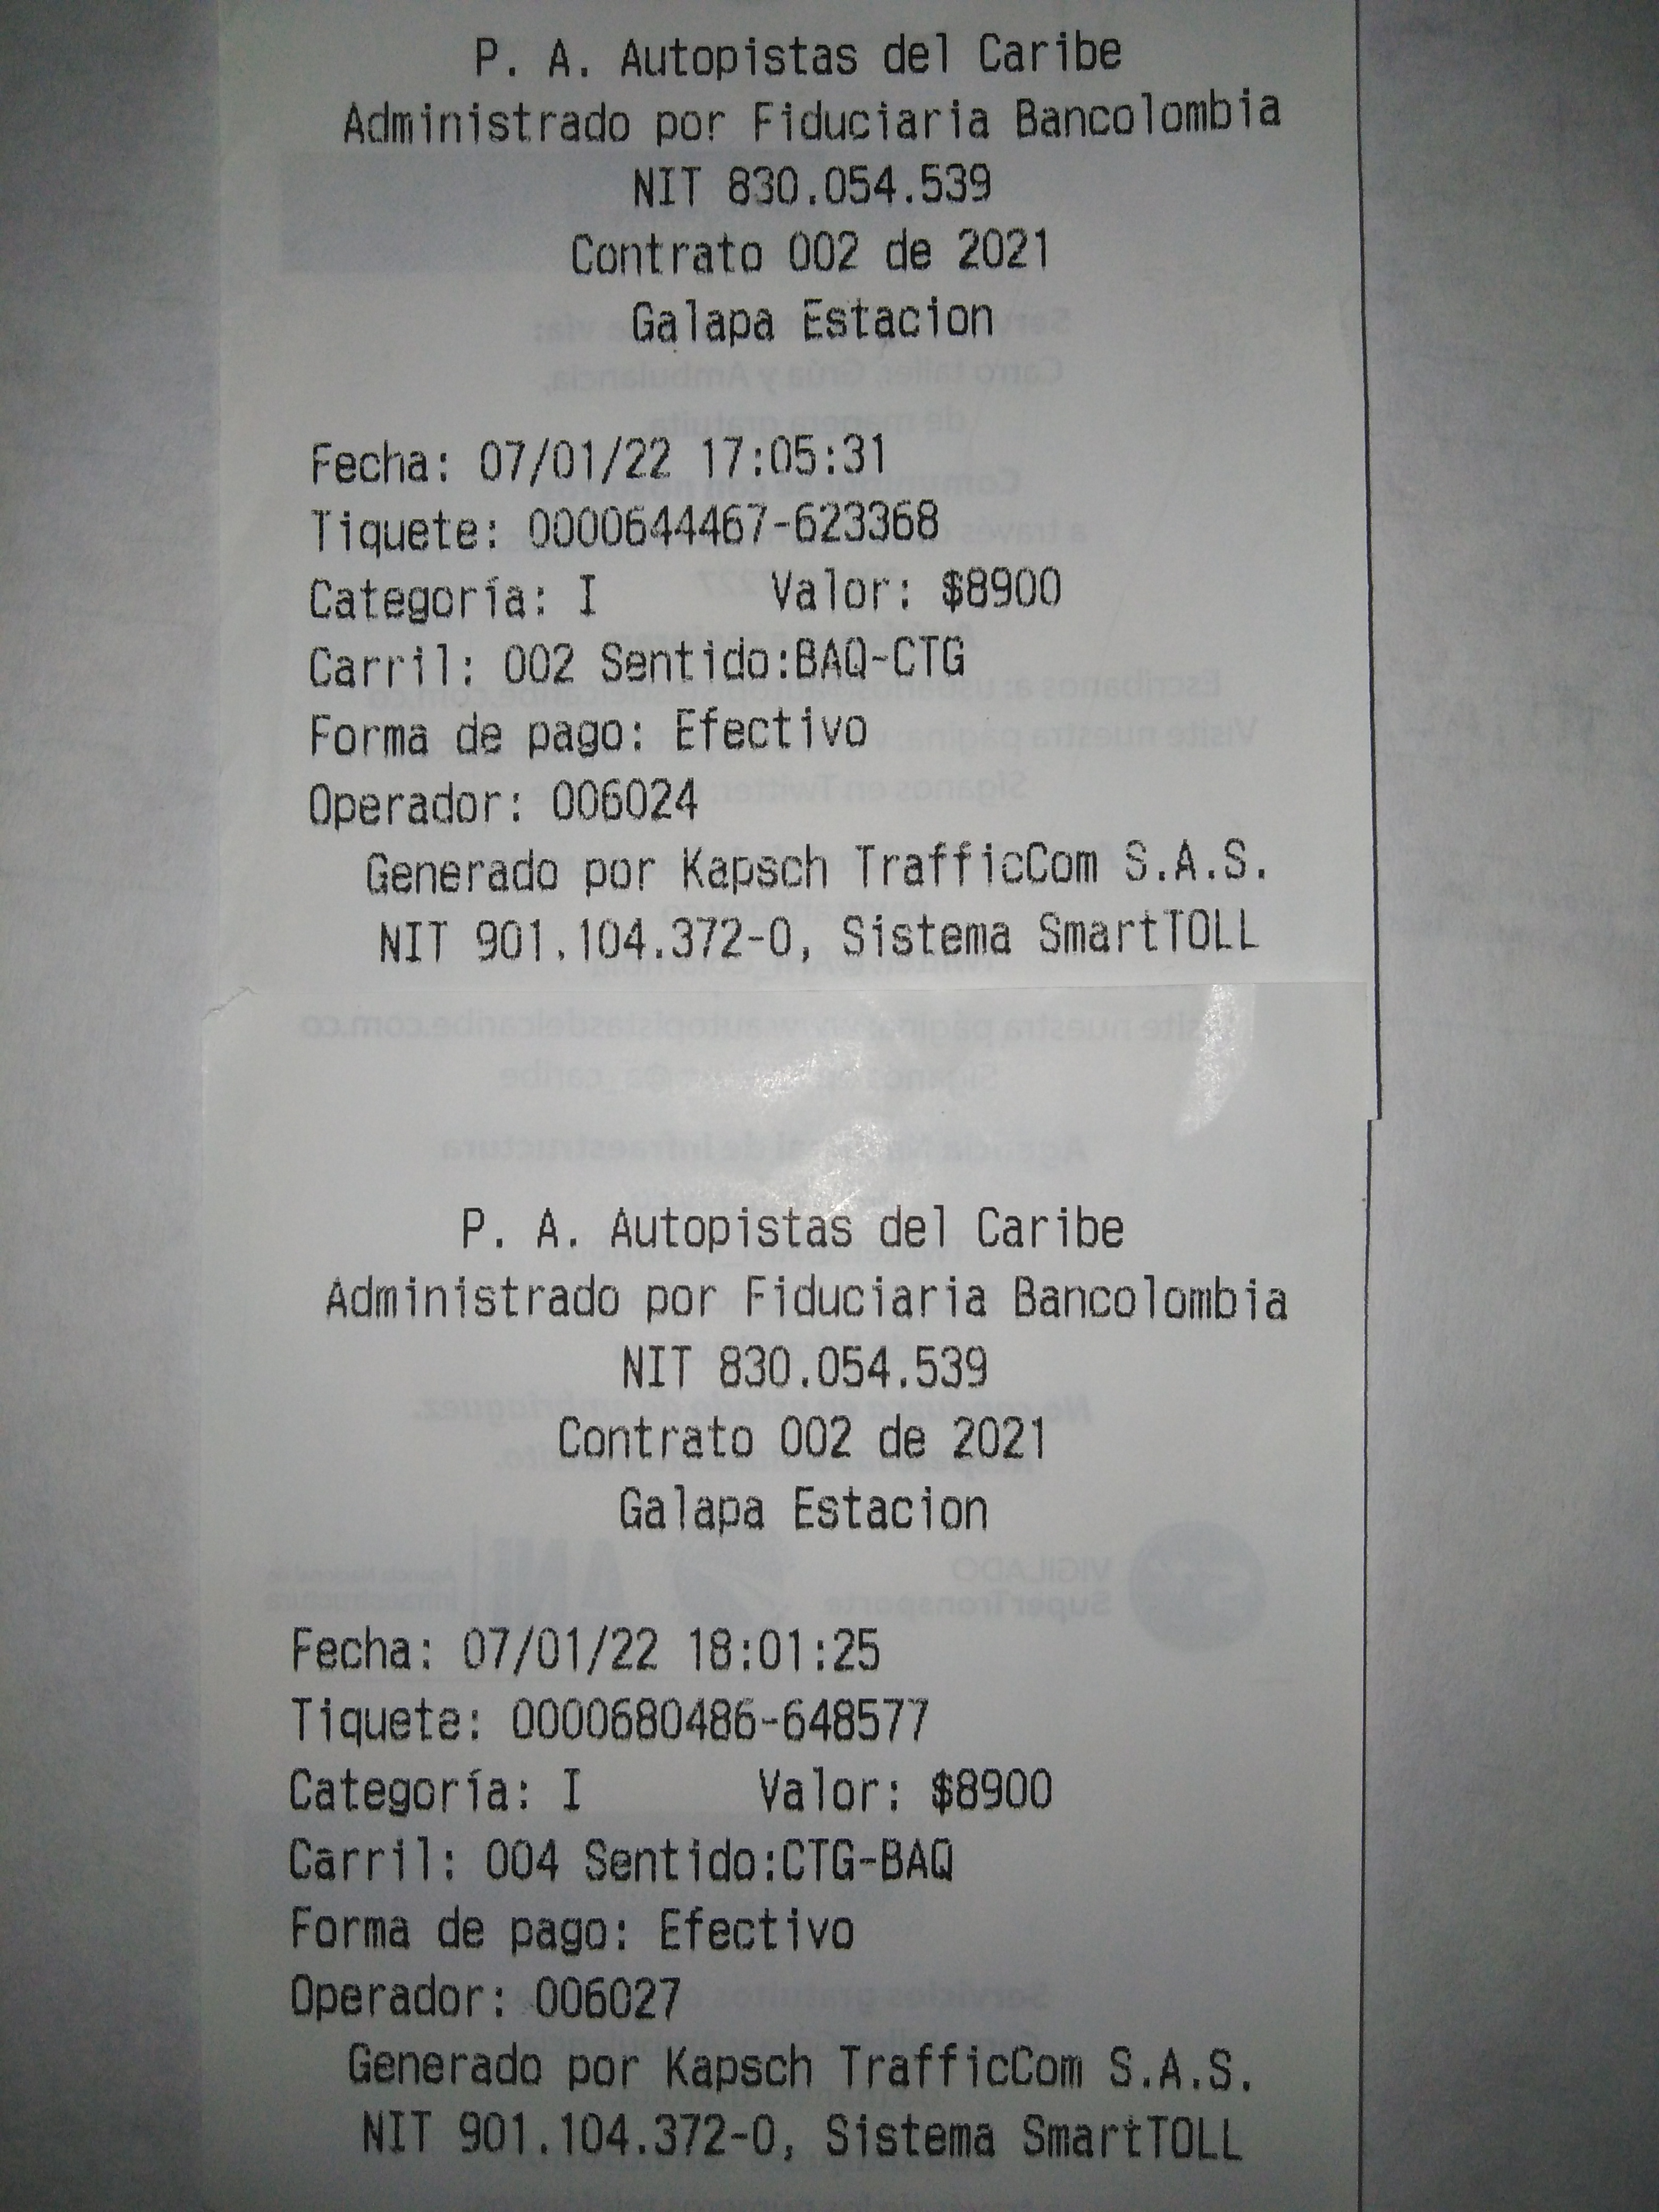 P. A. Autopistas del Caribe
Administrado por Fiduciaria Bancolombia
NIT 830.054.539
Contrato 002 de 2021
Galapa Estacion
Fecha: 07/01/22 17:05:31
Tiquete: 0000644467-623368
Categoría: I Valor: $8900
Carril: 002 Sentido:BAQ-CTG
Forma de pago: Efectivo
Operador: 006024
Generado por Kapsch TrafficCom S.A.S.
NIT 901.104.372-0, Sistema SmartTOLL
P. A. Autopistas del Caribe
Administrado por Fiduciaria Bancolombia
NIT 830.054.539
Contrato 002 de 2021
Galapa Estacion
Fecha: 07/01/22 18:01:25
Tiquete: 0000680486-648577
Categoría: I Valor: $8900
Carril: 004 Sentido:CTG-BAQ
Forma de pago: Efectivo
Operador: 006027
Generado por Kapsch TrafficCom S.A.S.
NIT 901.104.372-0, Sistema SmartTOLL